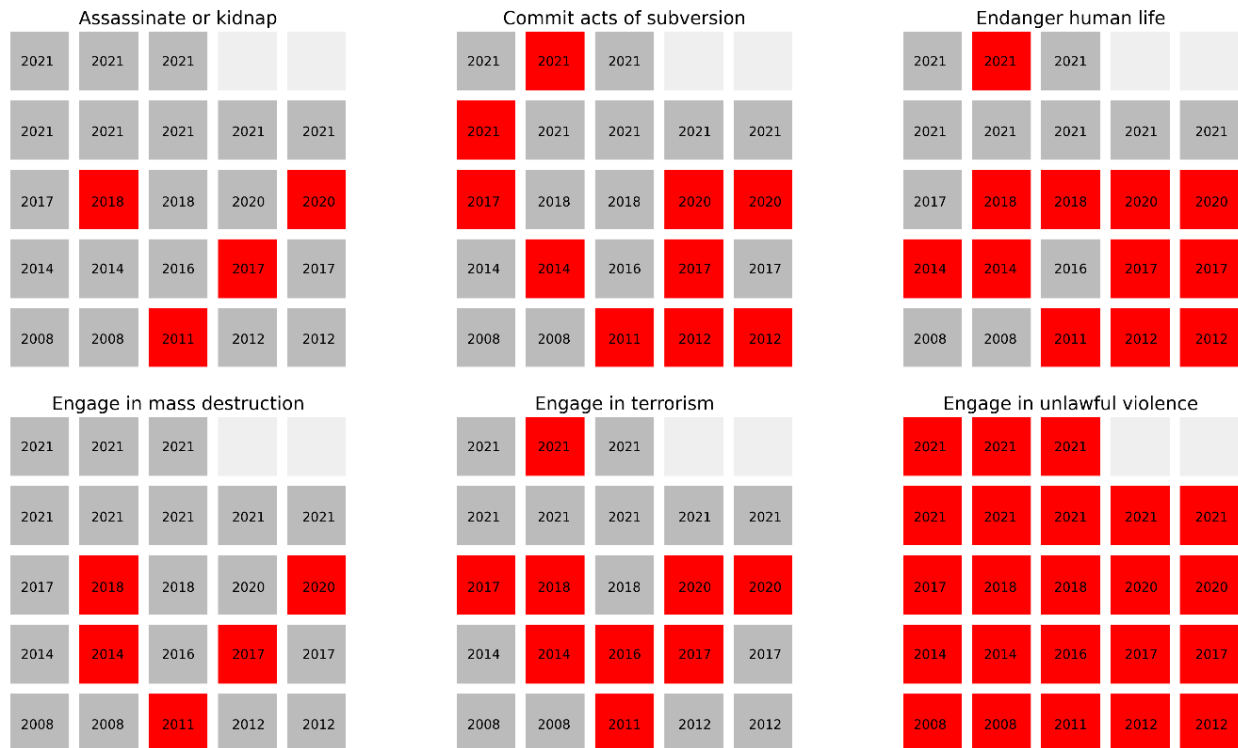 Assassinate or kidnap
2021 2021 2021
2021 2021 2021 2021 2021
2017 2018 2018 2020 2020
2014 2014 2016 2017 2017
2008 2008 2011 2012 2012
Commit acts of subversion
2021 2021 2021
2021 2021 2021 2021 2021
2017 2018 2018 2020 2020
2014 2014 2016 2017 2017
2008 2008 2011 2012 2012
Endanger human life
2021 2021 2021
2021 2021 2021 2021 2021
2017 2018 2018 2020 2020
2014 2014 2016 2017 2017
2008 2008 2011 2012 2012
Engage in mass destruction
2021 2021 2021
2021 2021 2021 2021 2021
2017 2018 2018 2020 2020
2014 2014 2016 2017 2017
2008 2008 2011 2012 2012
Engage in terrorism
2021 2021 2021
2021 2021 2021 2021 2021
2017 2018 2018 2020 2020
2014 2014 2016 2017 2017
2008 2008 2011 2012 2012
Engage in unlawful violence
2021 2021 2021
2021 2021 2021 2021 2021
2017 2018 2018 2020 2020
2014 2014 2016 2017 2017
2008 2008 2011 2012 2012